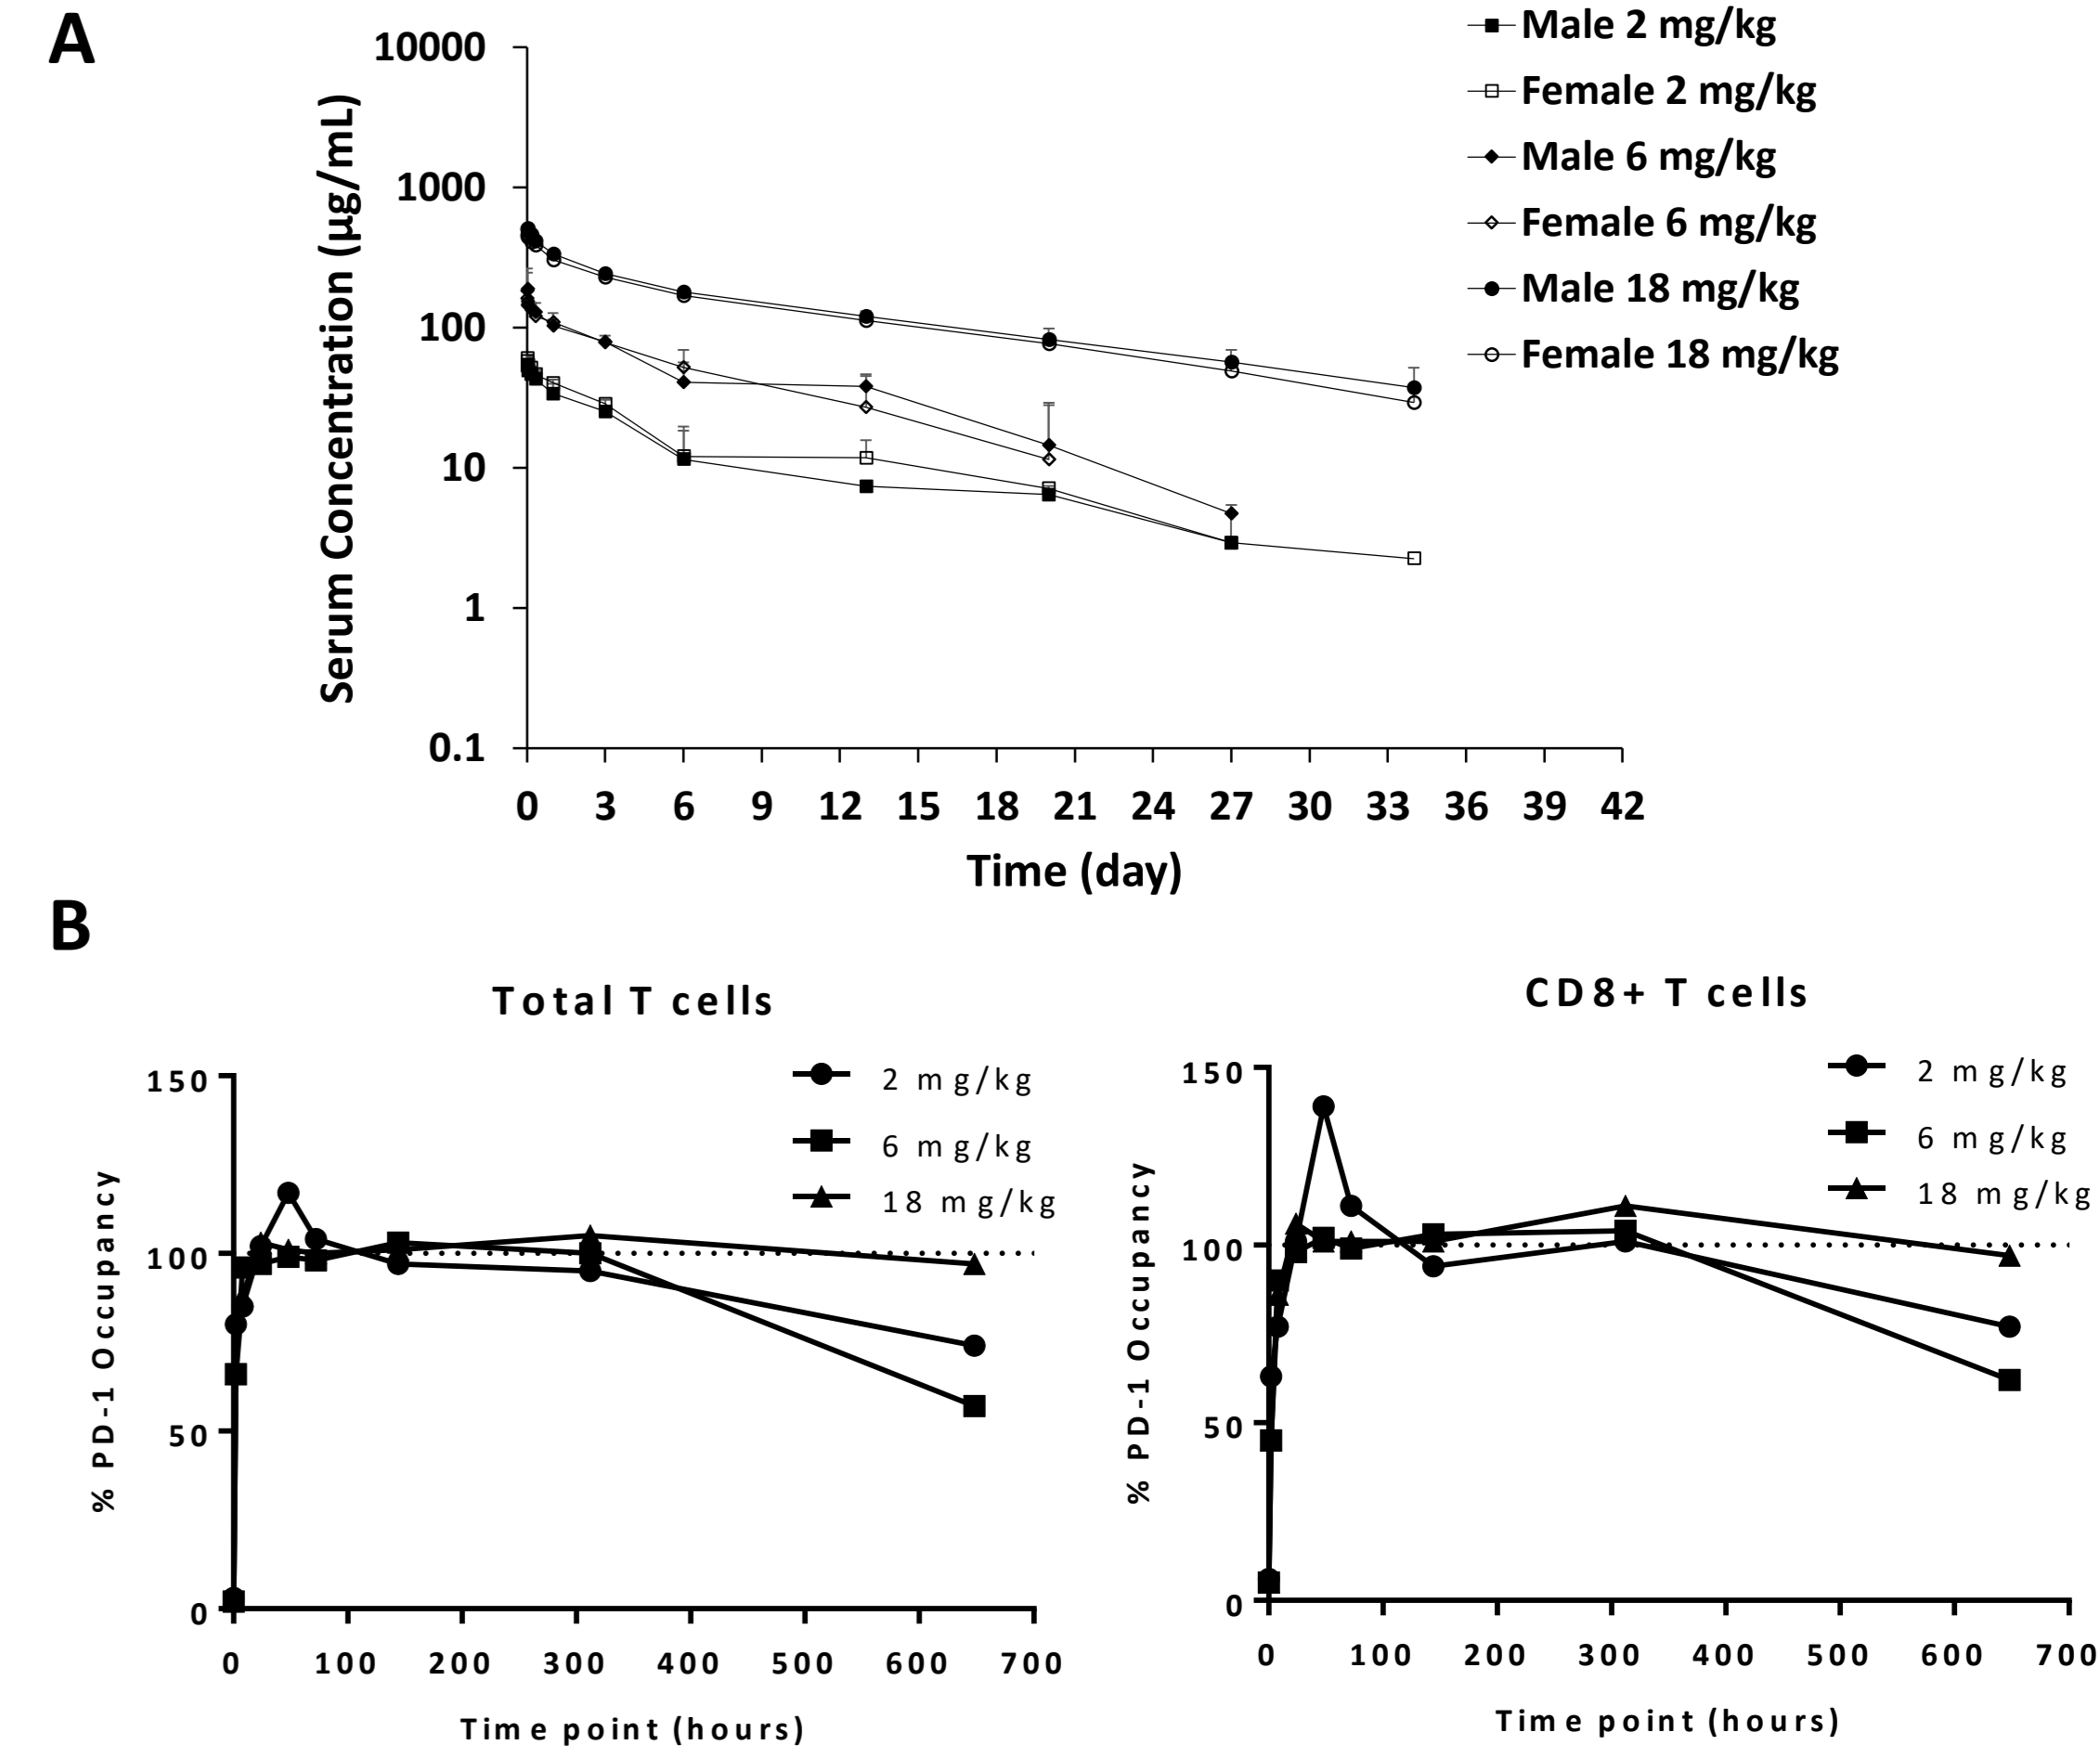 A
Serum Concentration (µg/mL)
10000
1000
100
10
1
0.1
0 3 6 9 12 15 18 21 24 27 30 33 36 39 42
Time (day)
Male 2 mg/kg
Female 2 mg/kg
Male 6 mg/kg
Female 6 mg/kg
Male 18 mg/kg
Female 18 mg/kg
B
Total T cells
% PD-1 Occupancy
150
100
50
0
0 100 200 300 400 500 600 700
Time point (hours)
2 mg/kg
6 mg/kg
18 mg/kg
CD8+ T cells
% PD-1 Occupancy
150
100
50
0
0 100 200 300 400 500 600 700
Time point (hours)
2 mg/kg
6 mg/kg
18 mg/kg